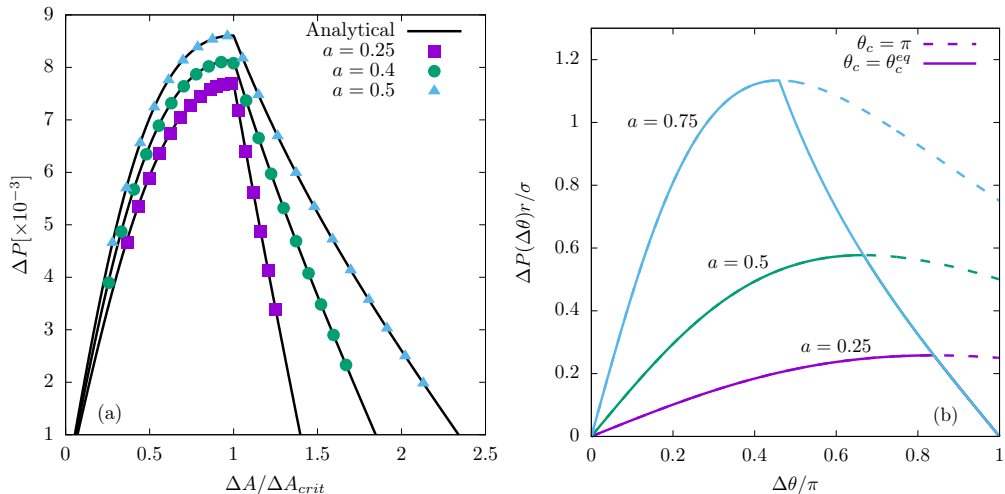 9
8
7
6
5
4
3
2
1
ΔP[×10⁻³]
Analytical
a = 0.25
a = 0.4
a = 0.5
(a)
0 0.5 1 1.5 2 2.5
ΔA/ΔA_{crit}
1.2
1
0.8
0.6
0.4
0.2
0
ΔP(Δθ)r/σ
θ_c = π
θ_c = θ_c^{eq}
a = 0.75
a = 0.5
a = 0.25
(b)
0 0.2 0.4 0.6 0.8 1
Δθ/π